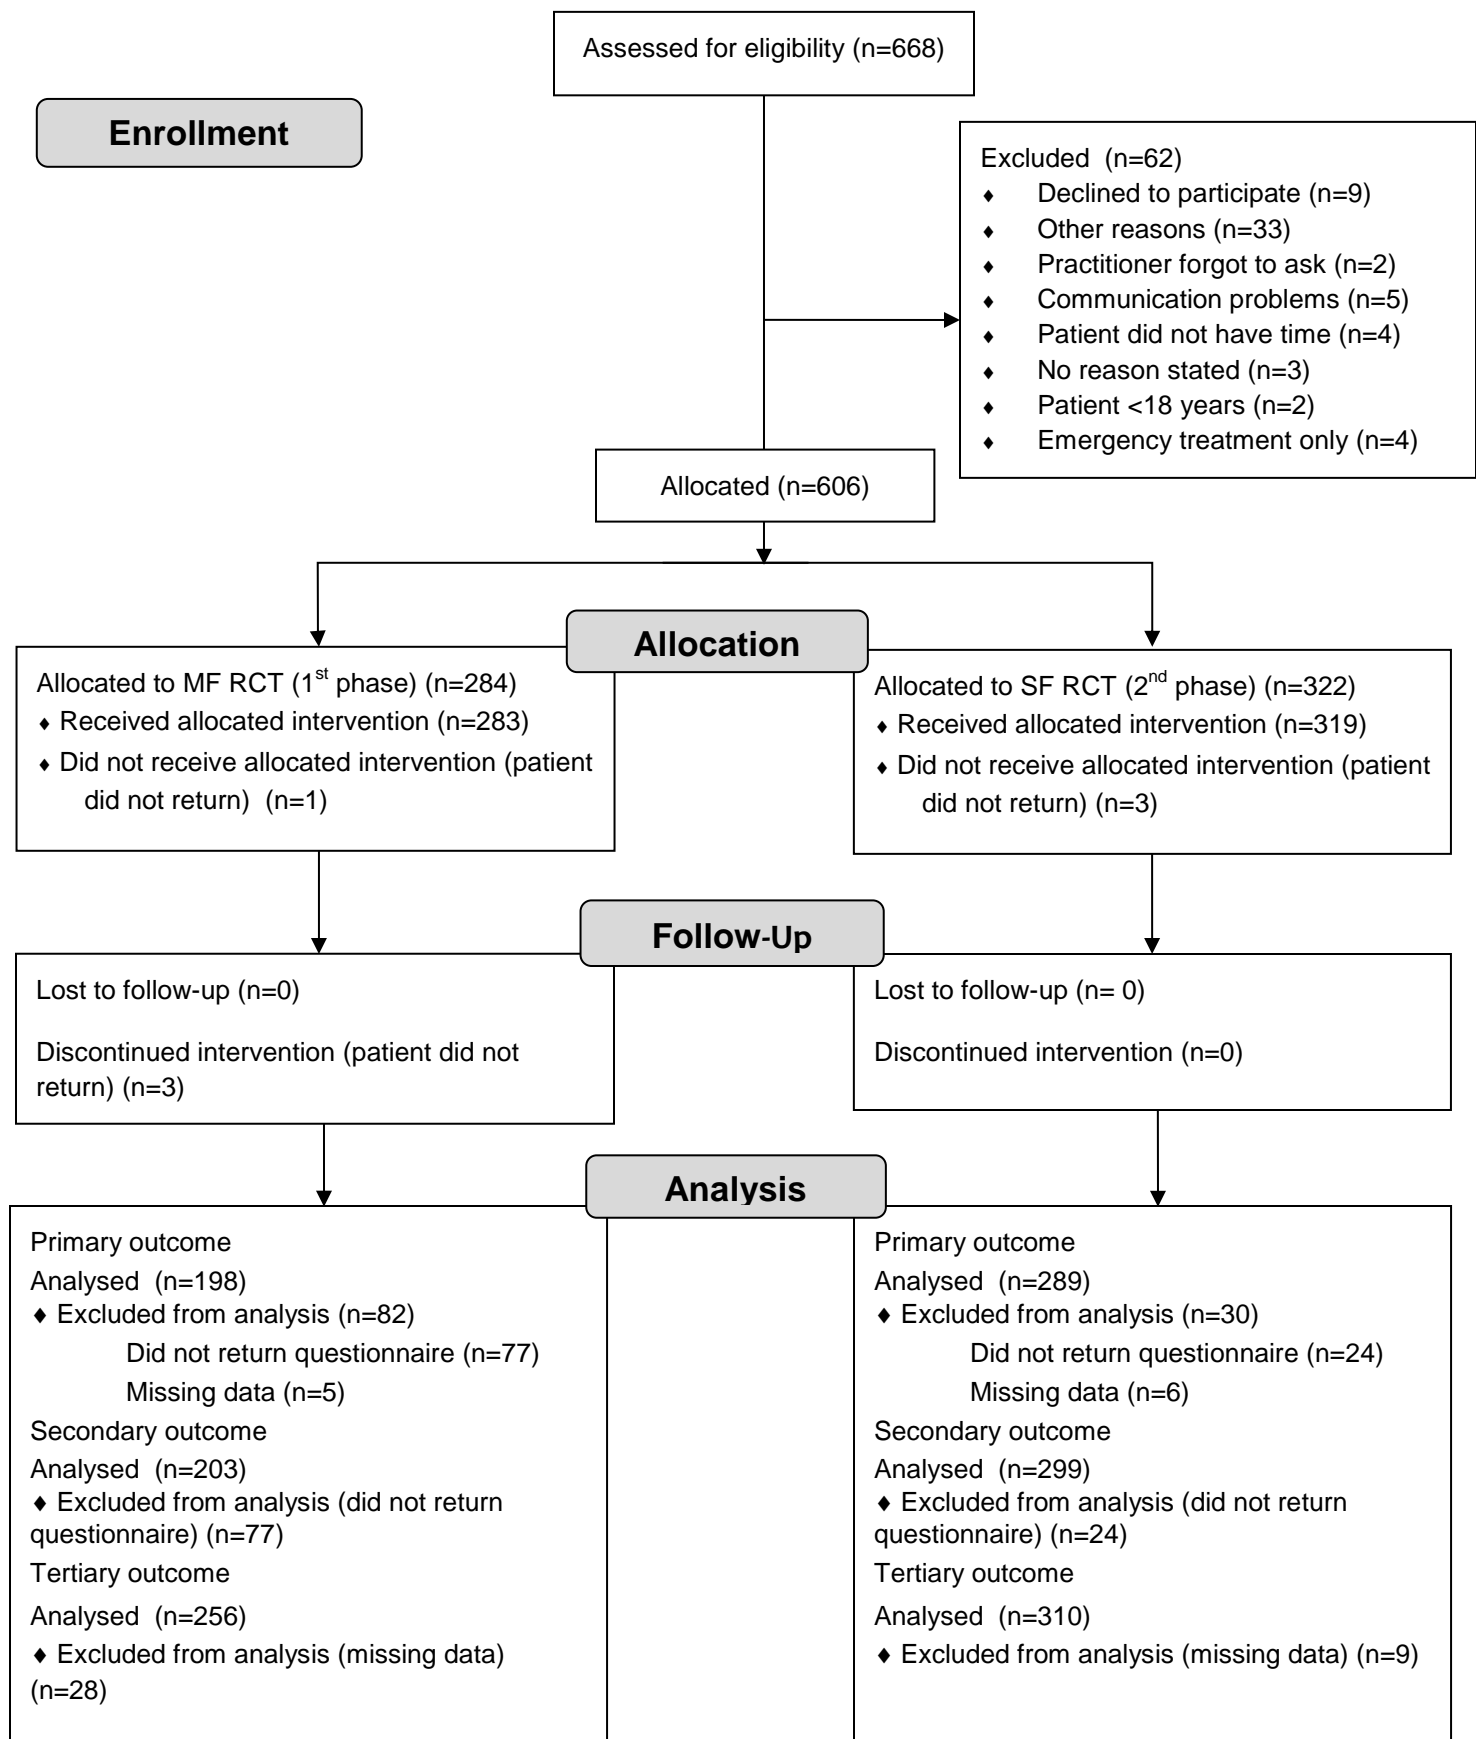 Assessed for eligibility (n=668)
Enrollment
Excluded (n=62)
♦ Declined to participate (n=9)
♦ Other reasons (n=33)
♦ Practitioner forgot to ask (n=2)
♦ Communication problems (n=5)
♦ Patient did not have time (n=4)
♦ No reason stated (n=3)
♦ Patient <18 years (n=2)
♦ Emergency treatment only (n=4)
Allocated (n=606)
Allocation
Allocated to MF RCT (1st phase) (n=284)
♦ Received allocated intervention (n=283)
♦ Did not receive allocated intervention (patient
did not return) (n=1)
Allocated to SF RCT (2nd phase) (n=322)
♦ Received allocated intervention (n=319)
♦ Did not receive allocated intervention (patient
did not return) (n=3)
Follow-Up
Lost to follow-up (n=0)
Discontinued intervention (patient did not
return) (n=3)
Lost to follow-up (n= 0)
Discontinued intervention (n=0)
Analysis
Primary outcome
Analysed (n=198)
♦ Excluded from analysis (n=82)
Did not return questionnaire (n=77)
Missing data (n=5)
Secondary outcome
Analysed (n=203)
♦ Excluded from analysis (did not return
questionnaire) (n=77)
Tertiary outcome
Analysed (n=256)
♦ Excluded from analysis (missing data)
(n=28)
Primary outcome
Analysed (n=289)
♦ Excluded from analysis (n=30)
Did not return questionnaire (n=24)
Missing data (n=6)
Secondary outcome
Analysed (n=299)
♦ Excluded from analysis (did not return
questionnaire) (n=24)
Tertiary outcome
Analysed (n=310)
♦ Excluded from analysis (missing data) (n=9)